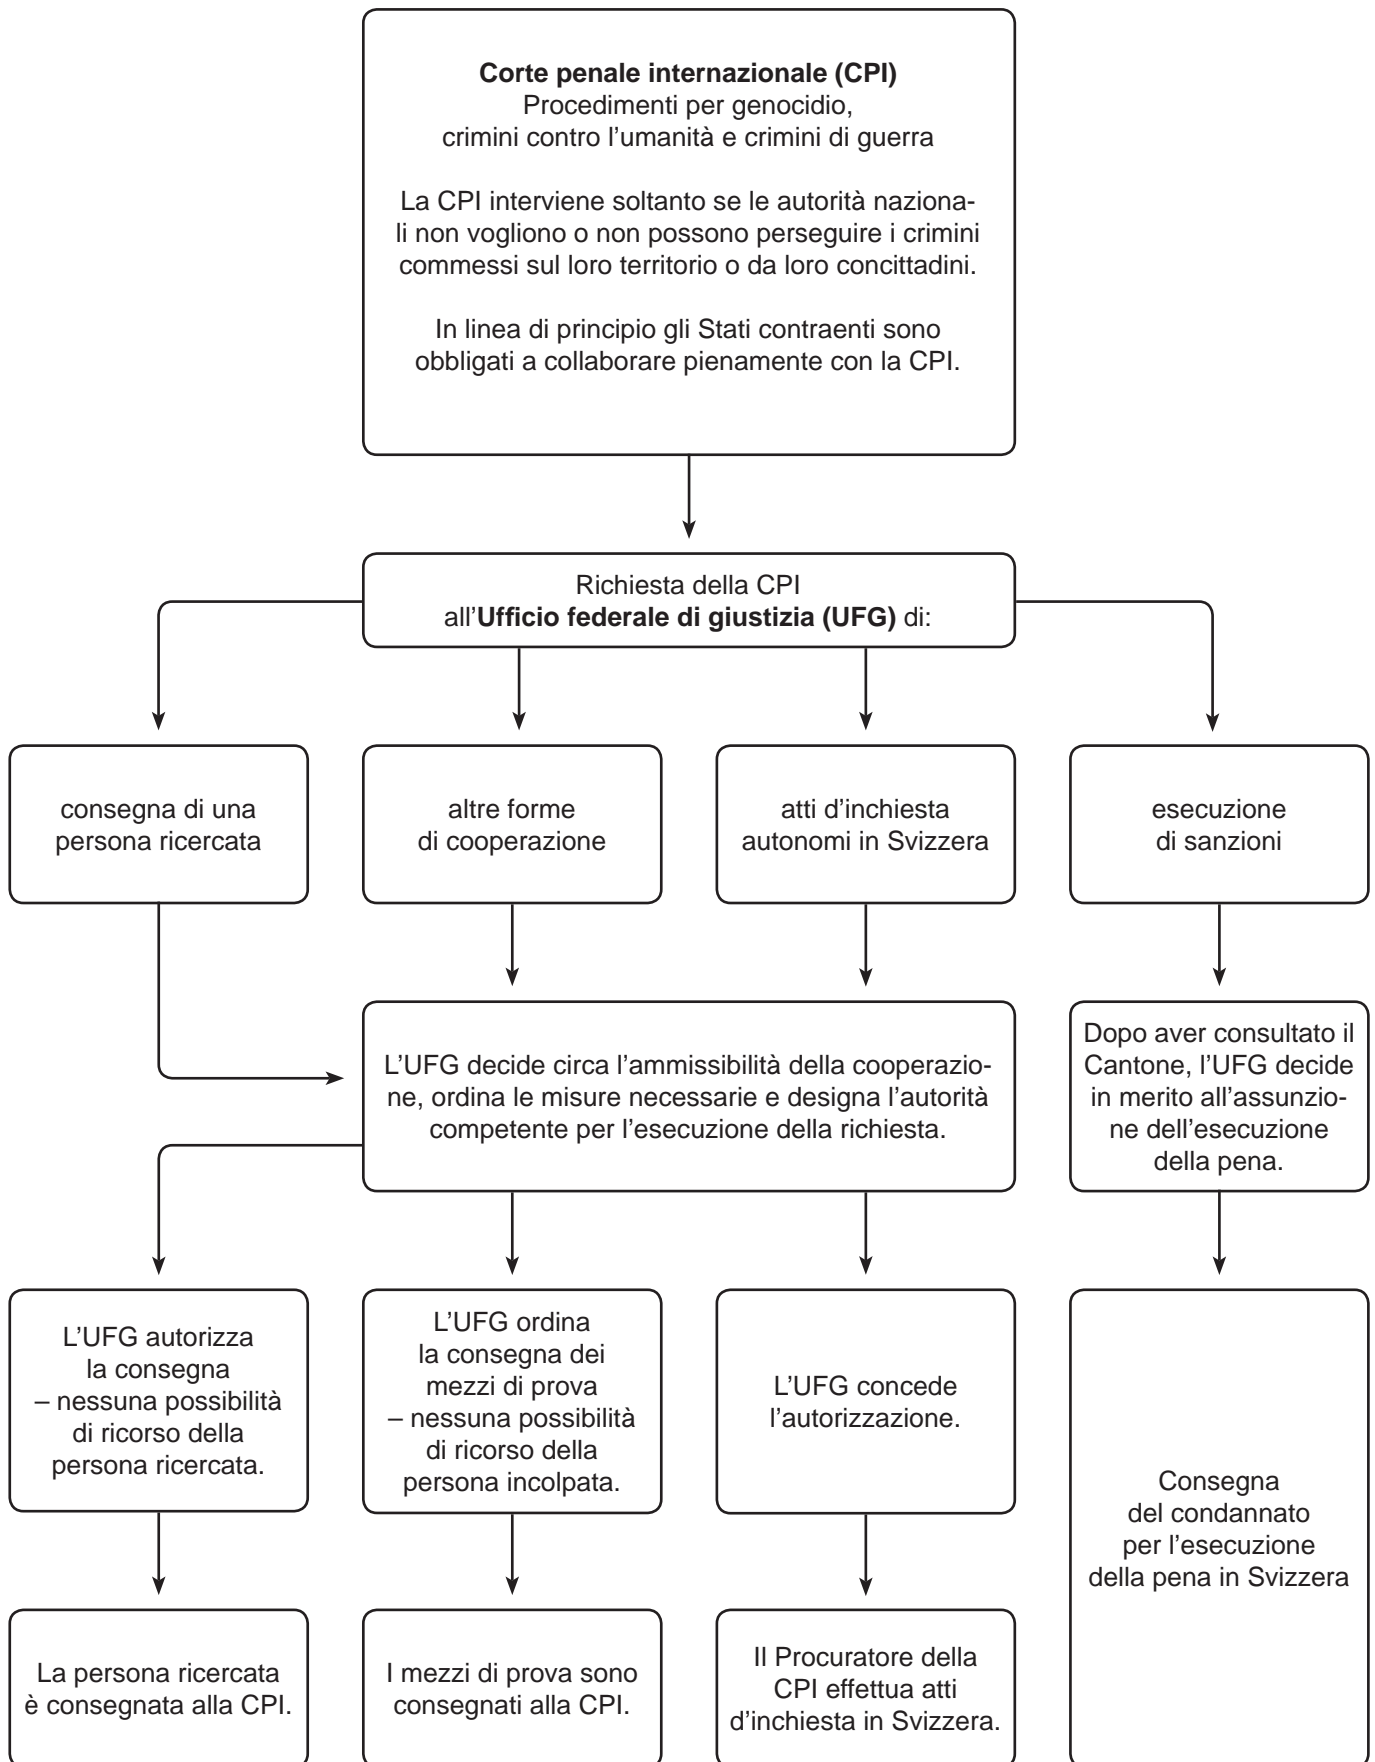 Corte penale internazionale (CPI)
Procedimenti per genocidio,
crimini contro l’umanità e crimini di guerra
La CPI interviene soltanto se le autorità naziona-
li non vogliono o non possono perseguire i crimini
commessi sul loro territorio o da loro concittadini.
In linea di principio gli Stati contraenti sono
obbligati a collaborare pienamente con la CPI.
Richiesta della CPI
all’Ufficio federale di giustizia (UFG) di:
consegna di una
persona ricercata
altre forme
di cooperazione
atti d’inchiesta
autonomi in Svizzera
esecuzione
di sanzioni
L’UFG decide circa l’ammissibilità della cooperazio-
ne, ordina le misure necessarie e designa l’autorità
competente per l’esecuzione della richiesta.
Dopo aver consultato il
Cantone, l’UFG decide
in merito all’assunzio-
ne dell’esecuzione
della pena.
L’UFG autorizza
la consegna
– nessuna possibilità
di ricorso della
persona ricercata.
L’UFG ordina
la consegna dei
mezzi di prova
– nessuna possibilità
di ricorso della
persona incolpata.
L’UFG concede
l’autorizzazione.
Consegna
del condannato
per l’esecuzione
della pena in Svizzera
La persona ricercata
è consegnata alla CPI.
I mezzi di prova sono
consegnati alla CPI.
Il Procuratore della
CPI effettua atti
d’inchiesta in Svizzera.